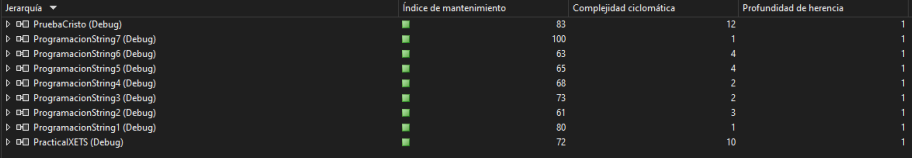 Jerarquía Índice de mantenimiento Complejidad ciclomática Profundidad de herencia
PruebaCristo (Debug) 83 12 1
ProgramacionString7 (Debug) 100 1 1
ProgramacionString6 (Debug) 63 4 1
ProgramacionString5 (Debug) 65 4 1
ProgramacionString4 (Debug) 68 2 1
ProgramacionString3 (Debug) 73 2 1
ProgramacionString2 (Debug) 61 3 1
ProgramacionString1 (Debug) 80 1 1
PracticaIXETS (Debug) 72 10 1